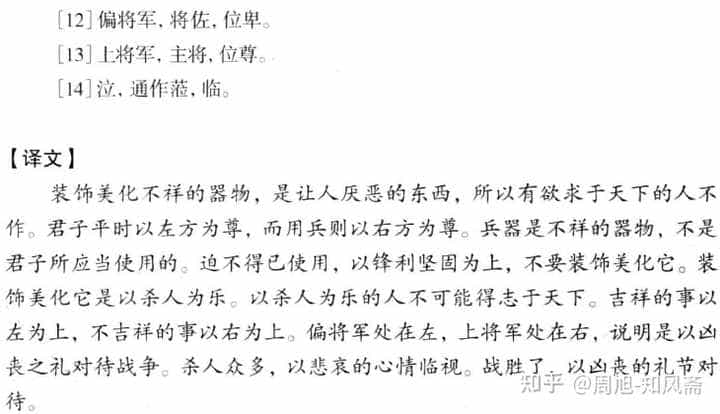 [12]偏将军,将佐,位卑。
[13]上将军,主将,位尊。
[14]泣,通作莅,临。
【译文】
装饰美化不祥的器物,是让人厌恶的东西,所以有欲求于天下的人不
作。君子平时以左方为尊,而用兵则以右方为尊。兵器是不祥的器物,不是
君子所应当使用的。迫不得已使用,以锋利坚固为上,不要装饰美化它。装
饰美化它是以杀人为乐。以杀人为乐的人不可能得志于天下。吉祥的事以
左为上,不吉祥的事以右为上。偏将军处在左,上将军处在右,说明是以凶
丧之礼对待战争。杀人众多,以悲哀的心情临视。战胜了,以凶丧的礼节对
待。
知乎 @周旭-知风斋